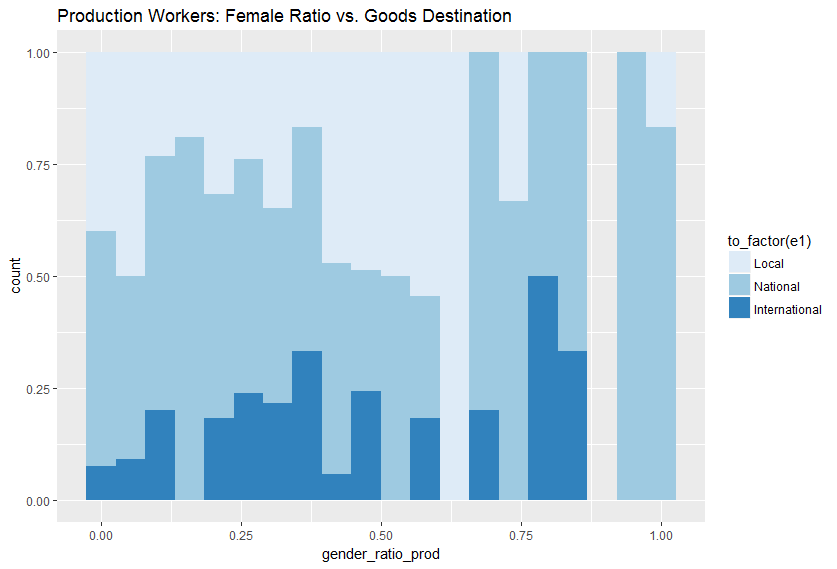 Production Workers: Female Ratio vs. Goods Destination
1.00
0.75
0.50
0.25
0.00
count
0.00 0.25 0.50 0.75 1.00
gender_ratio_prod
to_factor(e1)
Local
National
International